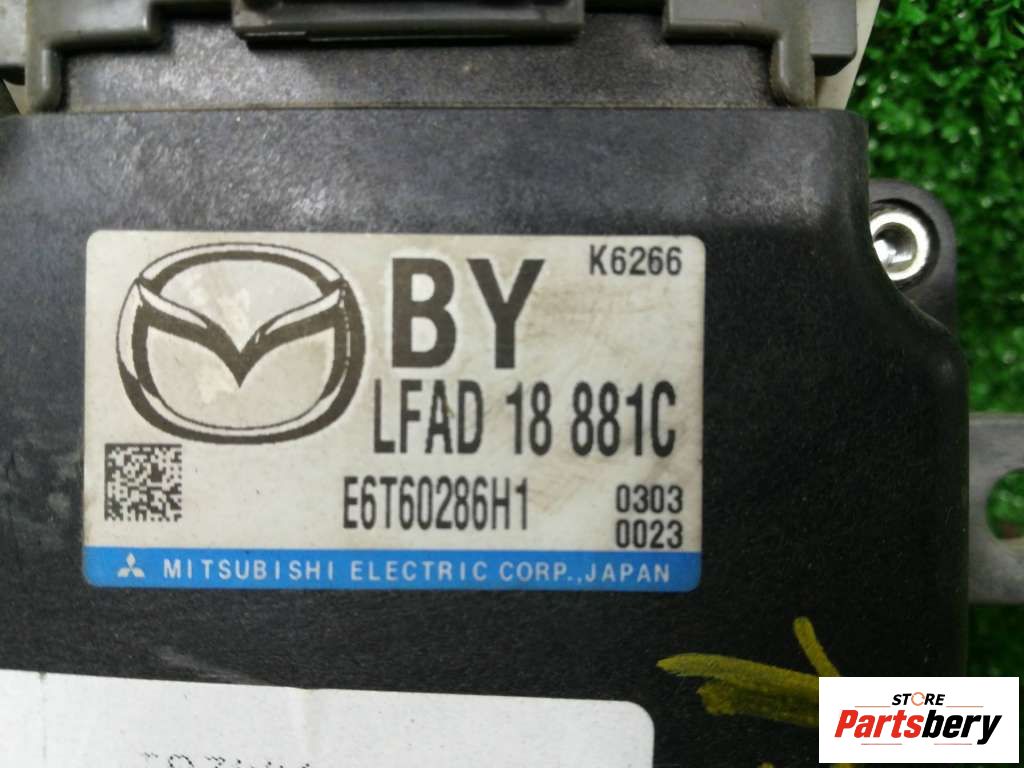 BY K6266
LFAD 18 881C
E6T60286H1 0303
0023
MITSUBISHI ELECTRIC CORP.,JAPAN
STORE
Partsbery